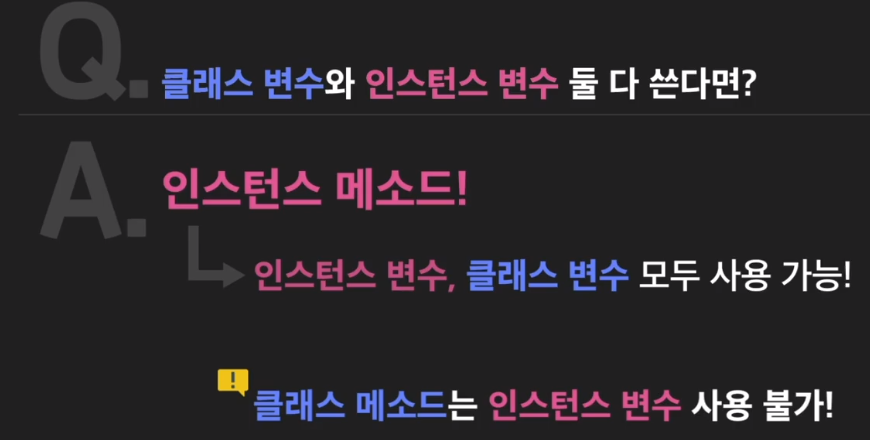 Q. 클래스 변수와 인스턴스 변수 둘 다 쓴다면?
A. 인스턴스 메소드!
인스턴스 변수, 클래스 변수 모두 사용 가능!
! 클래스 메소드는 인스턴스 변수 사용 불가!